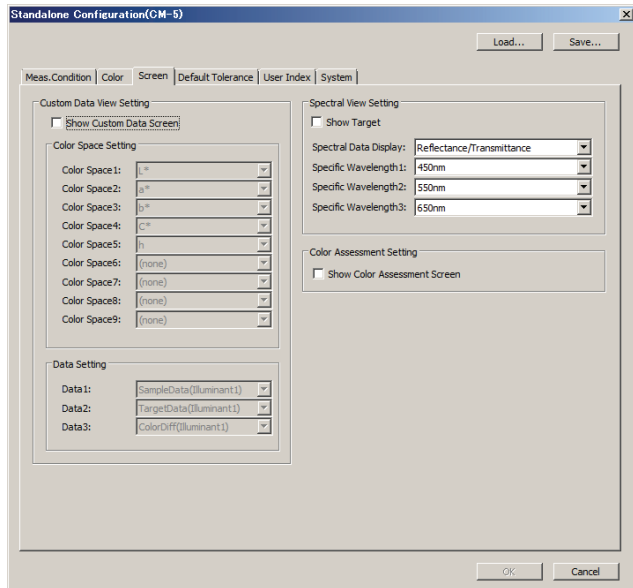 Standalone Configuration(CM-5)
Load... Save...
Meas.Condition Color Screen Default Tolerance User Index System
Custom Data View Setting
Show Custom Data Screen
Color Space Setting
Color Space1: L*
Color Space2: a*
Color Space3: b*
Color Space4: C*
Color Space5: h
Color Space6: (none)
Color Space7: (none)
Color Space8: (none)
Color Space9: (none)
Data Setting
Data1: SampleData(Illuminant1)
Data2: TargetData(Illuminant1)
Data3: ColorDiff(Illuminant1)
Spectral View Setting
Show Target
Spectral Data Display: Reflectance/Transmittance
Specific Wavelength1: 450nm
Specific Wavelength2: 550nm
Specific Wavelength3: 650nm
Color Assessment Setting
Show Color Assessment Screen
OK Cancel